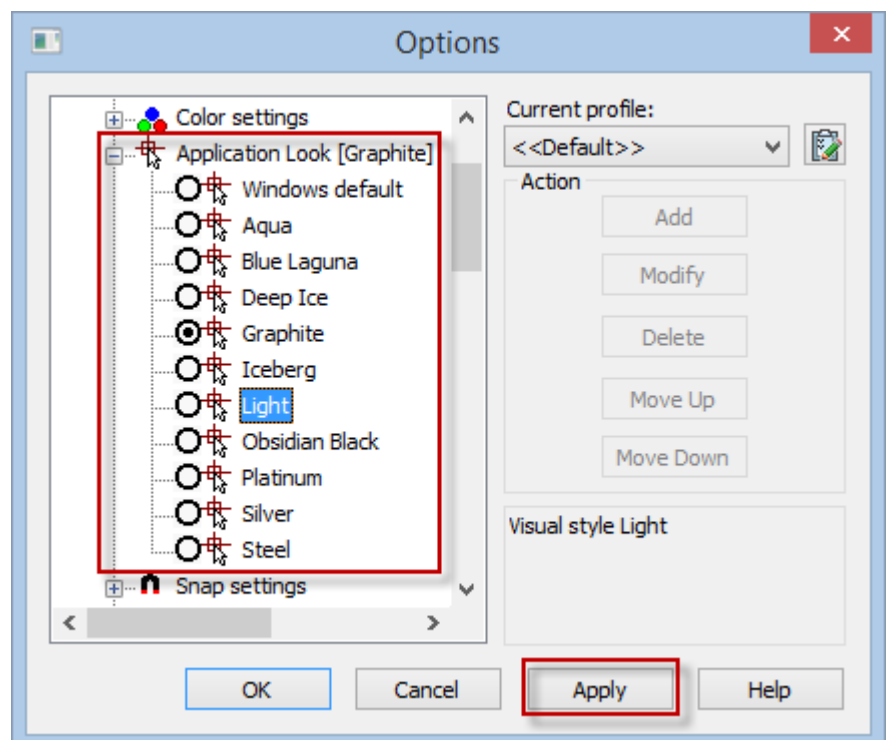 Options
Color settings
Application Look [Graphite]
Windows default
Aqua
Blue Laguna
Deep Ice
Graphite
Iceberg
Light
Obsidian Black
Platinum
Silver
Steel
Snap settings
Current profile:
<<Default>>
Action
Add
Modify
Delete
Move Up
Move Down
Visual style Light
OK
Cancel
Apply
Help